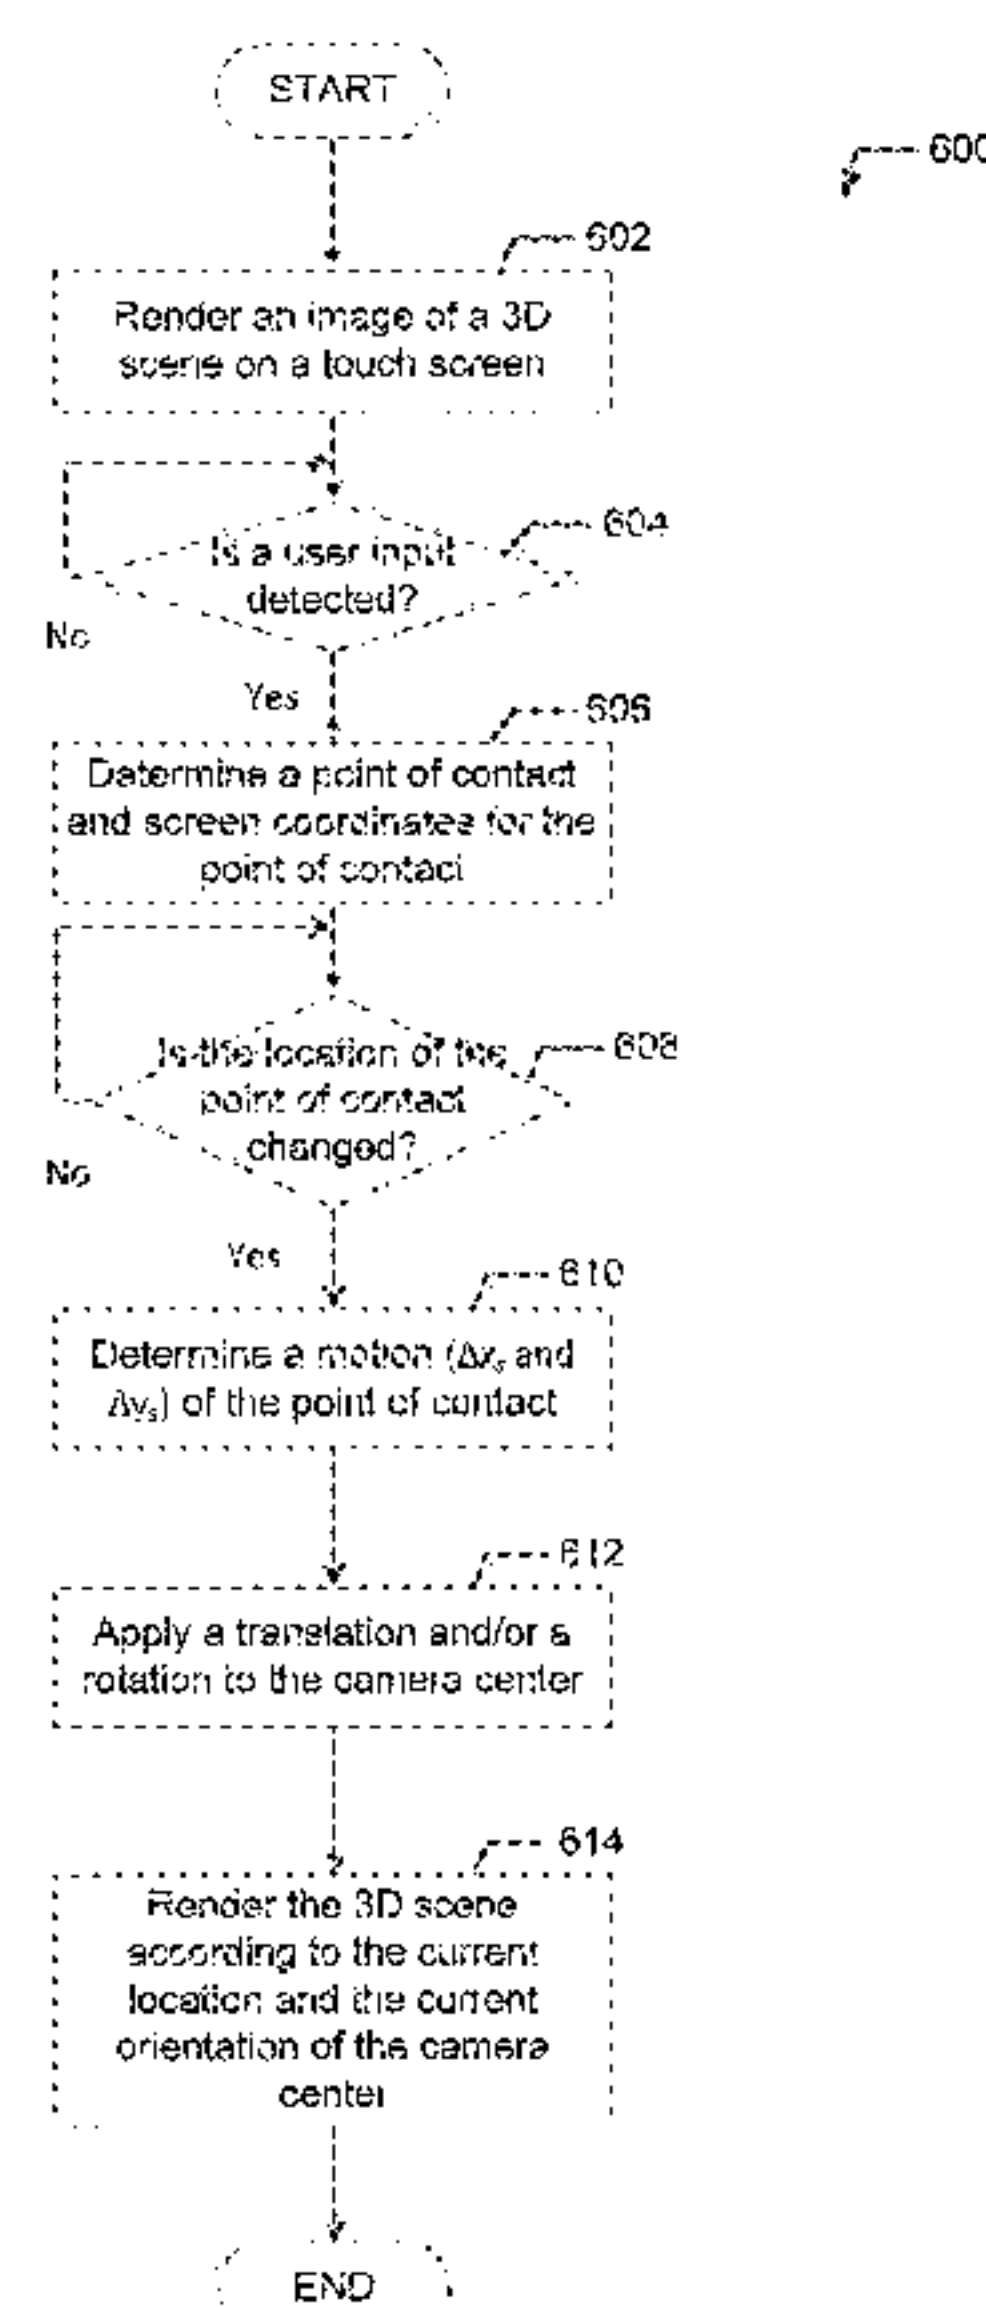 START
600
602
Render an image of a 3D
scene on a touch screen
604
Is a user input
detected?
No
Yes
606
Determine a point of contact
and screen coordinates for the
point of contact
608
Is the location of the
point of contact
changed?
No
Yes
610
Determine a motion (Δxₛ and
Δyₛ) of the point of contact
612
Apply a translation and/or a
rotation to the camera center
614
Render the 3D scene
according to the current
location and the current
orientation of the camera
center
END